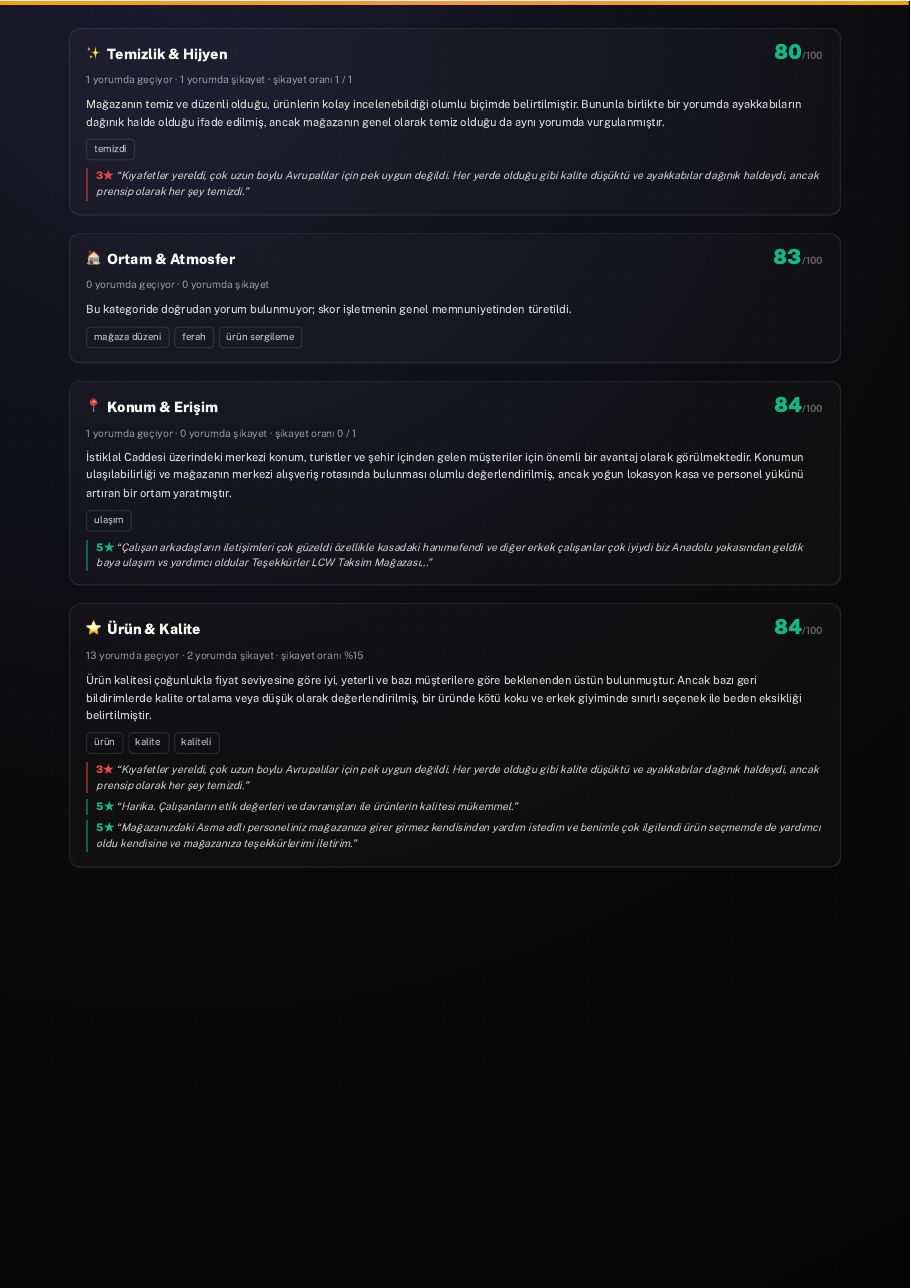 Temizlik & Hijyen
80/100
1 yorumda geçiyor · 1 yorumda şikayet · şikayet oranı 1 / 1
Mağazanın temiz ve düzenli olduğu, ürünlerin kolay incelenebildiği olumlu biçimde belirtilmiştir. Bununla birlikte bir yorumda ayakkabıların
dağınık halde olduğu ifade edilmiş, ancak mağazanın genel olarak temiz olduğu da aynı yorumda vurgulanmıştır.
temizdi
3★ “Kıyafetler yereldi, çok uzun boylu Avrupalılar için pek uygun değildi. Her yerde olduğu gibi kalite düşüktü ve ayakkabılar dağınık haldeydi, ancak
prensip olarak her şey temizdi.”
Ortam & Atmosfer
83/100
0 yorumda geçiyor · 0 yorumda şikayet
Bu kategoride doğrudan yorum bulunmuyor; skor işletmenin genel memnuniyetinden türetildi.
mağaza düzeni
ferah
ürün sergileme
Konum & Erişim
84/100
1 yorumda geçiyor · 0 yorumda şikayet · şikayet oranı 0 / 1
İstiklal Caddesi üzerindeki merkezi konum, turistler ve şehir içinden gelen müşteriler için önemli bir avantaj olarak görülmektedir. Konumun
ulaşılabilirliği ve mağazanın merkezi alışveriş rotasında bulunması olumlu değerlendirilmiş, ancak yoğun lokasyon kasa ve personel yükünü
artıran bir ortam yaratmıştır.
ulaşım
5★ “Çalışan arkadaşların iletişimleri çok güzeldi özellikle kasadaki hanımefendi ve diğer erkek çalışanlar çok iyiydi biz Anadolu yakasından geldik
baya ulaşım vs yardımcı oldular Teşekkürler LCW Taksim Mağazası...”
Ürün & Kalite
84/100
13 yorumda geçiyor · 2 yorumda şikayet · şikayet oranı %15
Ürün kalitesi çoğunlukla fiyat seviyesine göre iyi, yeterli ve bazı müşterilere göre beklenenden üstün bulunmuştur. Ancak bazı geri
bildirimlerde kalite ortalama veya düşük olarak değerlendirilmiş, bir üründe kötü koku ve erkek giyiminde sınırlı seçenek ile beden eksikliği
belirtilmiştir.
ürün
kalite
kaliteli
3★ “Kıyafetler yereldi, çok uzun boylu Avrupalılar için pek uygun değildi. Her yerde olduğu gibi kalite düşüktü ve ayakkabılar dağınık haldeydi, ancak
prensip olarak her şey temizdi.”
5★ “Harika. Çalışanların etik değerleri ve davranışları ile ürünlerin kalitesi mükemmel.”
5★ “Mağazanızdaki Asma adlı personeliniz mağazanıza girer girmez kendisinden yardım istedim ve benimle çok ilgilendi ürün seçmemde de yardımcı
oldu kendisine ve mağazanıza teşekkürlerimi iletirim.”